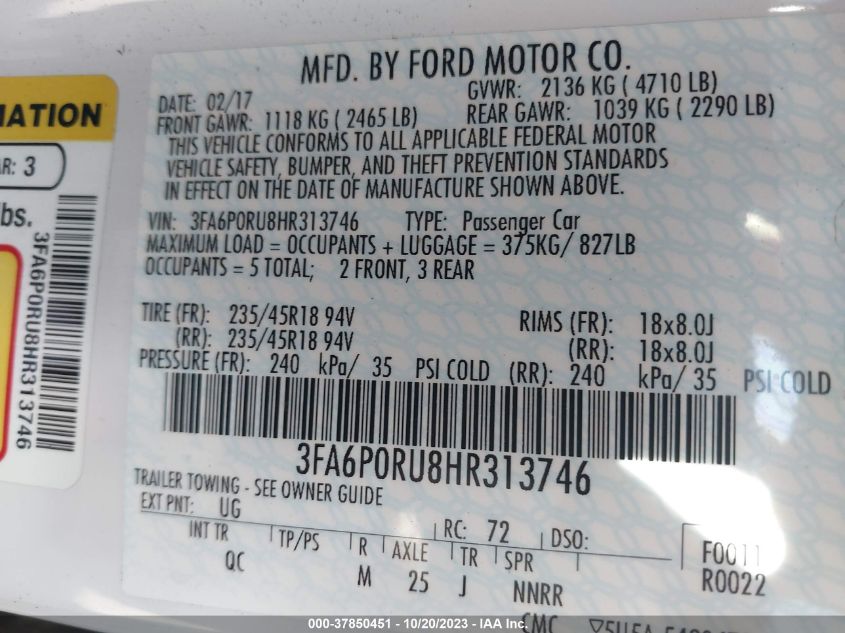 MFD. BY FORD MOTOR CO.
DATE: 02/17 GVWR: 2136 KG ( 4710 LB)
FRONT GAWR: 1118 KG ( 2465 LB) REAR GAWR: 1039 KG ( 2290 LB)
THIS VEHICLE CONFORMS TO ALL APPLICABLE FEDERAL MOTOR
VEHICLE SAFETY, BUMPER, AND THEFT PREVENTION STANDARDS
IN EFFECT ON THE DATE OF MANUFACTURE SHOWN ABOVE.
VIN: 3FA6P0RU8HR313746 TYPE: Passenger Car
MAXIMUM LOAD = OCCUPANTS + LUGGAGE = 375KG/ 827LB
OCCUPANTS = 5 TOTAL; 2 FRONT, 3 REAR
TIRE (FR): 235/45R18 94V RIMS (FR): 18x8.0J
(RR): 235/45R18 94V (RR): 18x8.0J
PRESSURE (FR): 240 kPa/ 35 PSI COLD (RR): 240 kPa/ 35 PSI COLD
3FA6P0RU8HR313746
TRAILER TOWING - SEE OWNER GUIDE
EXT PNT: UG RC: 72 DSO:
INT TR TP/PS R AXLE TR SPR F0011
QC M 25 J NNRR R0022
CMC
MATION
AR: 3
lbs.
3FA6P0RU8HR313746
000-37850451 - 10/20/2023 - IAAI.COM